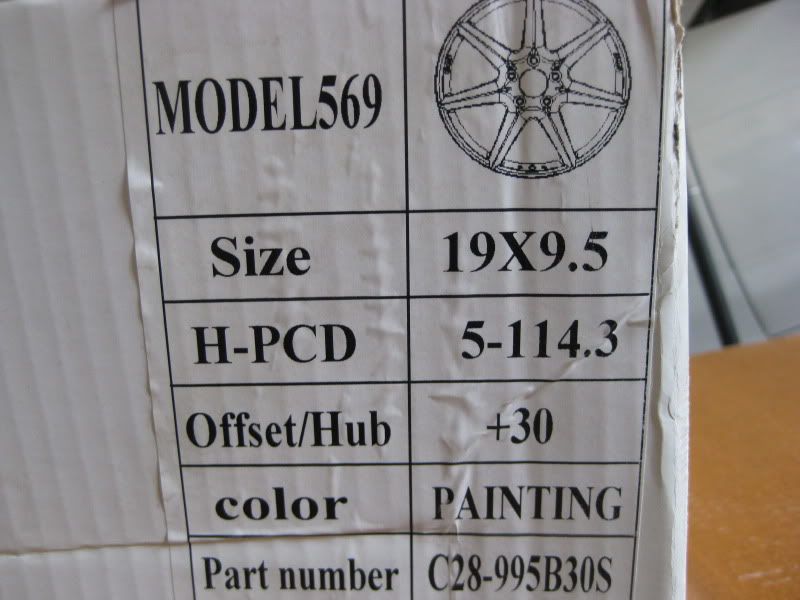 MODEL569
Size 19X9.5
H-PCD 5-114.3
Offset/Hub +30
color PAINTING
Part number C28-995B30S